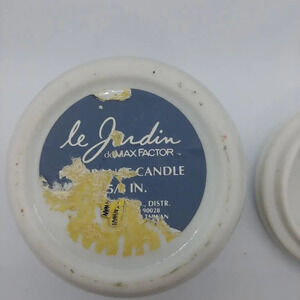 le Jardin
de MAX FACTOR
CANDLE
5/8 IN.
DISTR.
90028
TAIWAN